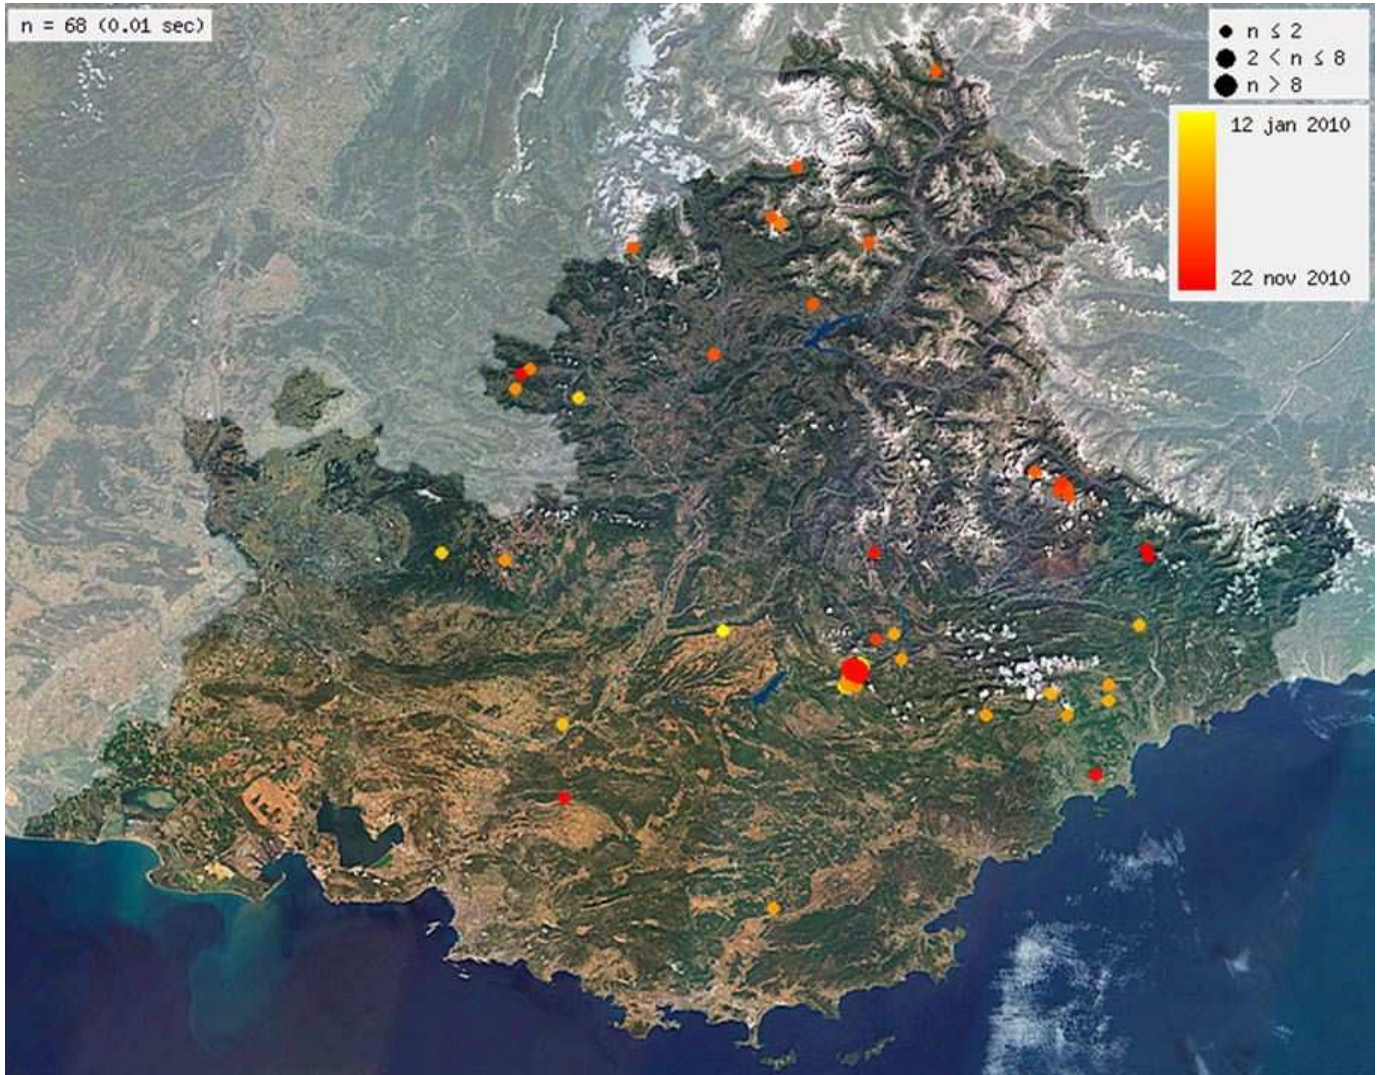 n = 68 (0.01 sec)
n ≤ 2
2 < n ≤ 8
n > 8
12 jan 2010
22 nov 2010